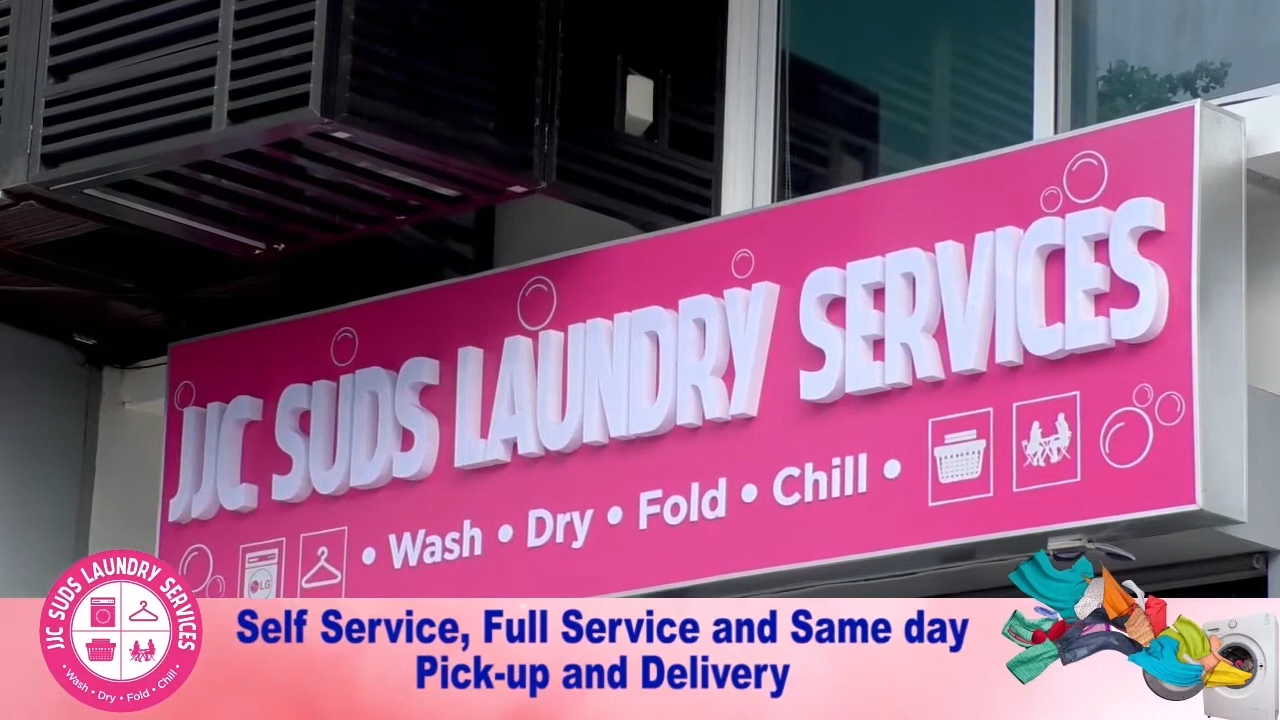 JJC SUDS LAUNDRY SERVICES
• Wash • Dry • Fold • Chill •
LG
JJC SUDS LAUNDRY SERVICES
• Wash • Dry • Fold • Chill •
Self Service, Full Service and Same day
Pick-up and Delivery